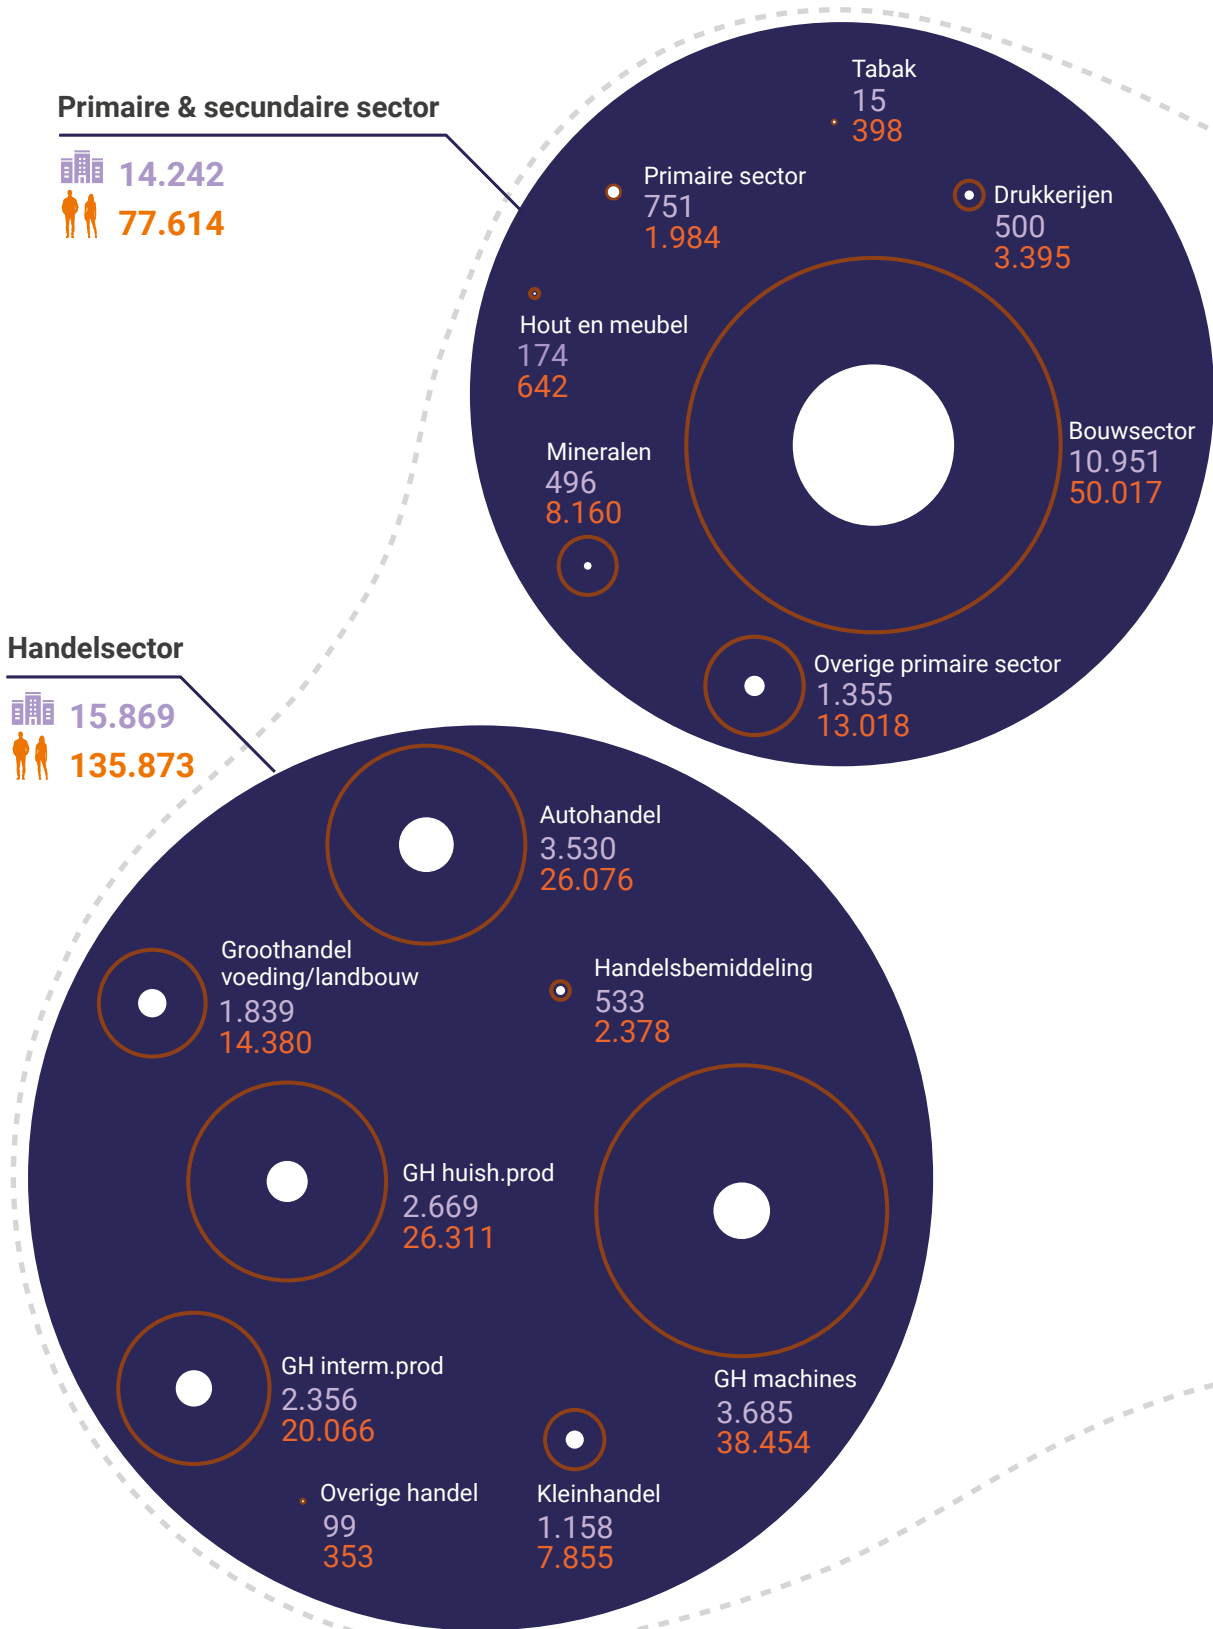 Primaire & secundaire sector
14.242
77.614
Tabak
15
398
Primaire sector
751
1.984
Drukkerijen
500
3.395
Hout en meubel
174
642
Mineralen
496
8.160
Bouwsector
10.951
50.017
Overige primaire sector
1.355
13.018
Handelsector
15.869
135.873
Autohandel
3.530
26.076
Groothandel
voeding/landbouw
1.839
14.380
Handelsbemiddeling
533
2.378
GH huish.prod
2.669
26.311
GH interm.prod
2.356
20.066
GH machines
3.685
38.454
Overige handel
99
353
Kleinhandel
1.158
7.855